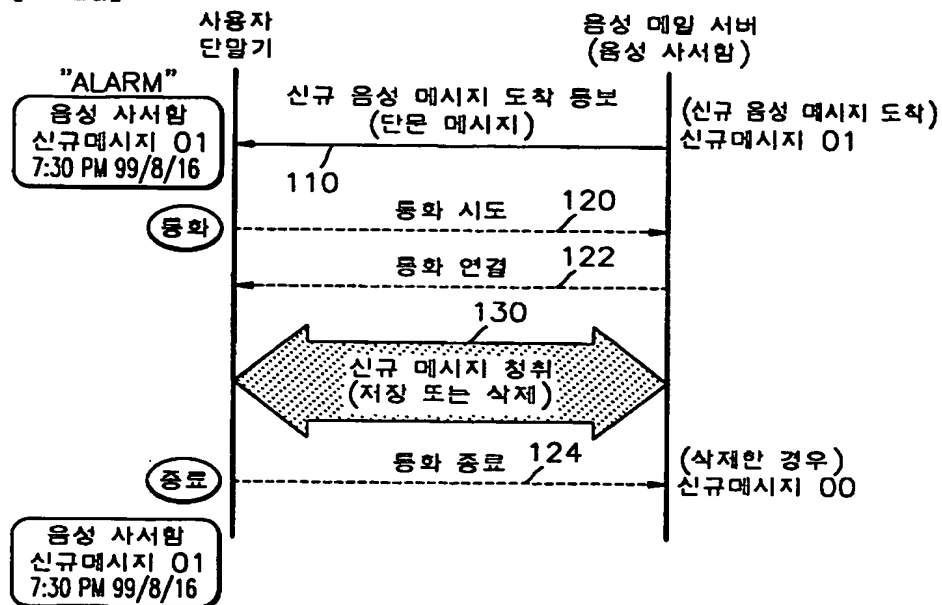 사용자
단말기
음성 메일 서버
(음성 사서함)
"ALARM"
음성 사서함
신규메시지 01
7:30 PM 99/8/16
신규 음성 메시지 도착 통보
(단문 메시지)
110
(신규 음성 메시지 도착)
신규메시지 01
통화
통화 시도
120
통화 연결
122
130
신규 메시지 청취
(저장 또는 삭제)
종료
통화 종료
124
(삭제한 경우)
신규메시지 00
음성 사서함
신규메시지 01
7:30 PM 99/8/16